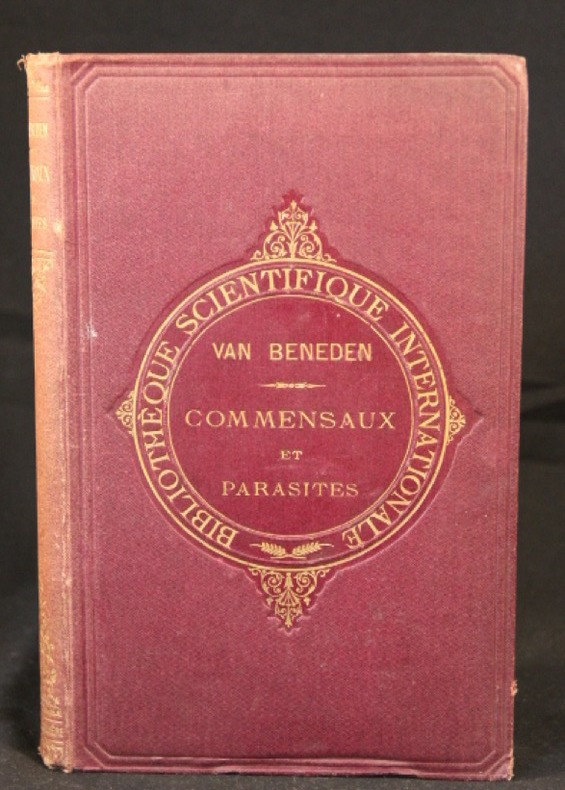 BIBLIOTHÈQUE SCIENTIFIQUE INTERNATIONALE
VAN BENEDEN
COMMENSAUX
ET
PARASITES